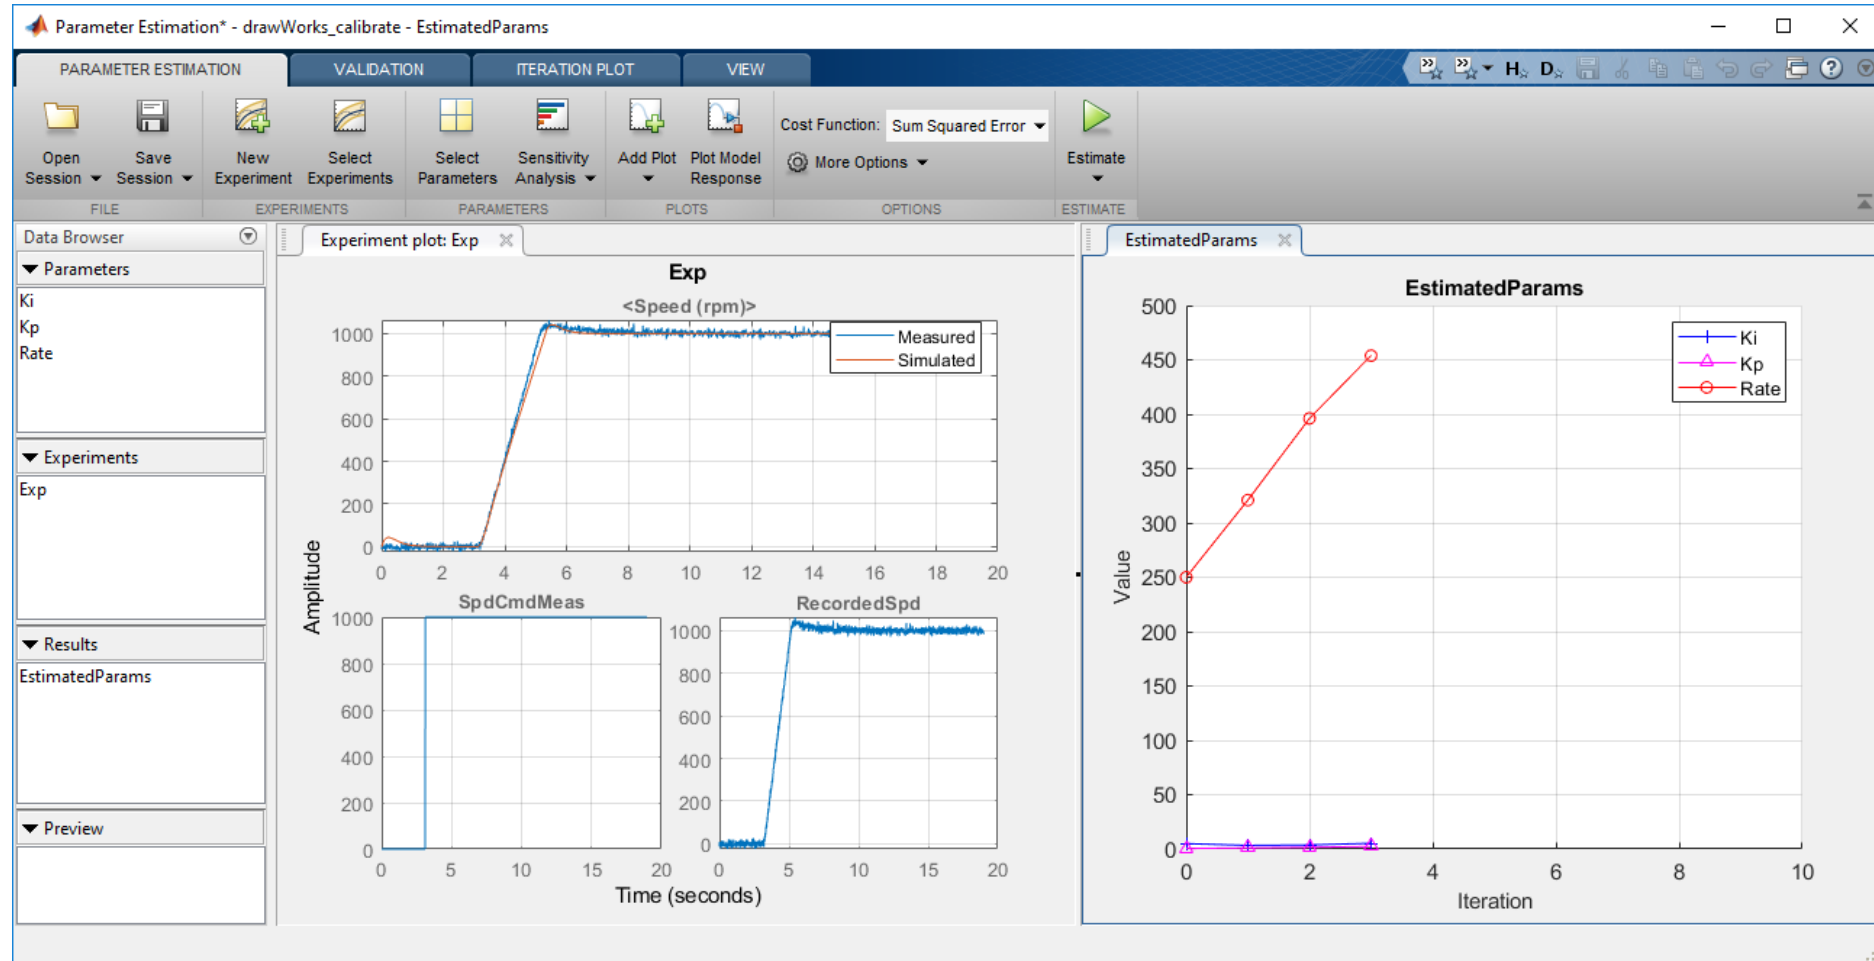 Parameter Estimation* - drawWorks_calibrate - EstimatedParams
PARAMETER ESTIMATION VALIDATION ITERATION PLOT VIEW
H D ?
Open Session
Save Session
New Experiment
Select Experiments
Select Parameters
Sensitivity Analysis
Add Plot
Plot Model Response
Cost Function: Sum Squared Error
More Options
Estimate
FILE EXPERIMENTS PARAMETERS PLOTS OPTIONS ESTIMATE
Data Browser
Parameters
Ki
Kp
Rate
Experiments
Exp
Results
EstimatedParams
Preview
Experiment plot: Exp
Exp
<Speed (rpm)>
Measured
Simulated
1000
800
600
400
200
0
0 2 4 6 8 10 12 14 16 18 20
Amplitude
SpdCmdMeas
1000
800
600
400
200
0
0 5 10 15 20
RecordedSpd
1000
800
600
400
200
0
0 5 10 15 20
Time (seconds)
EstimatedParams
EstimatedParams
Ki
Kp
Rate
500
450
400
350
300
250
200
150
100
50
0
Value
0 2 4 6 8 10
Iteration